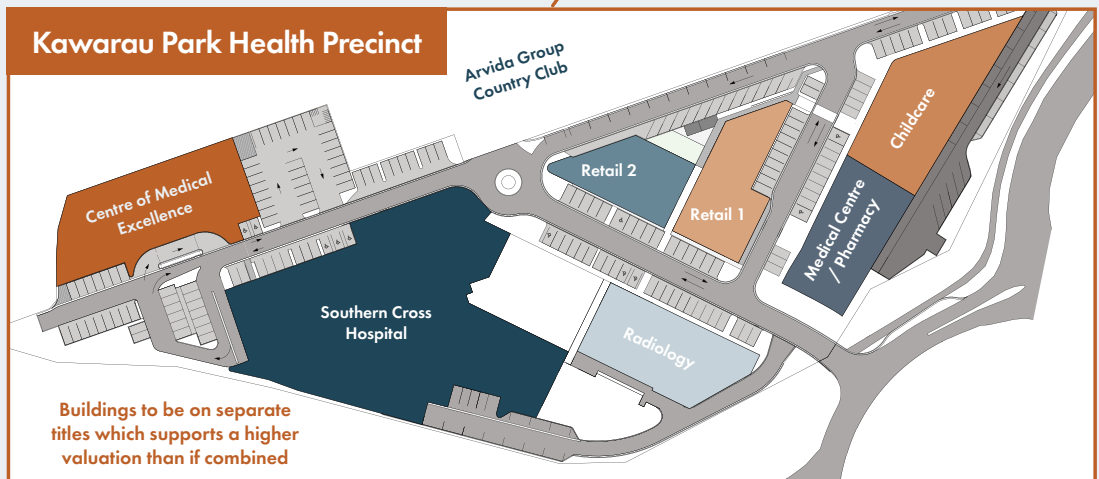 Kawarau Park Health Precinct
Arvida Group
Country Club
Centre of Medical
Excellence
Retail 2
Retail 1
Childcare
Medical Centre
/ Pharmacy
Southern Cross
Hospital
Radiology
Buildings to be on separate
titles which supports a higher
valuation than if combined